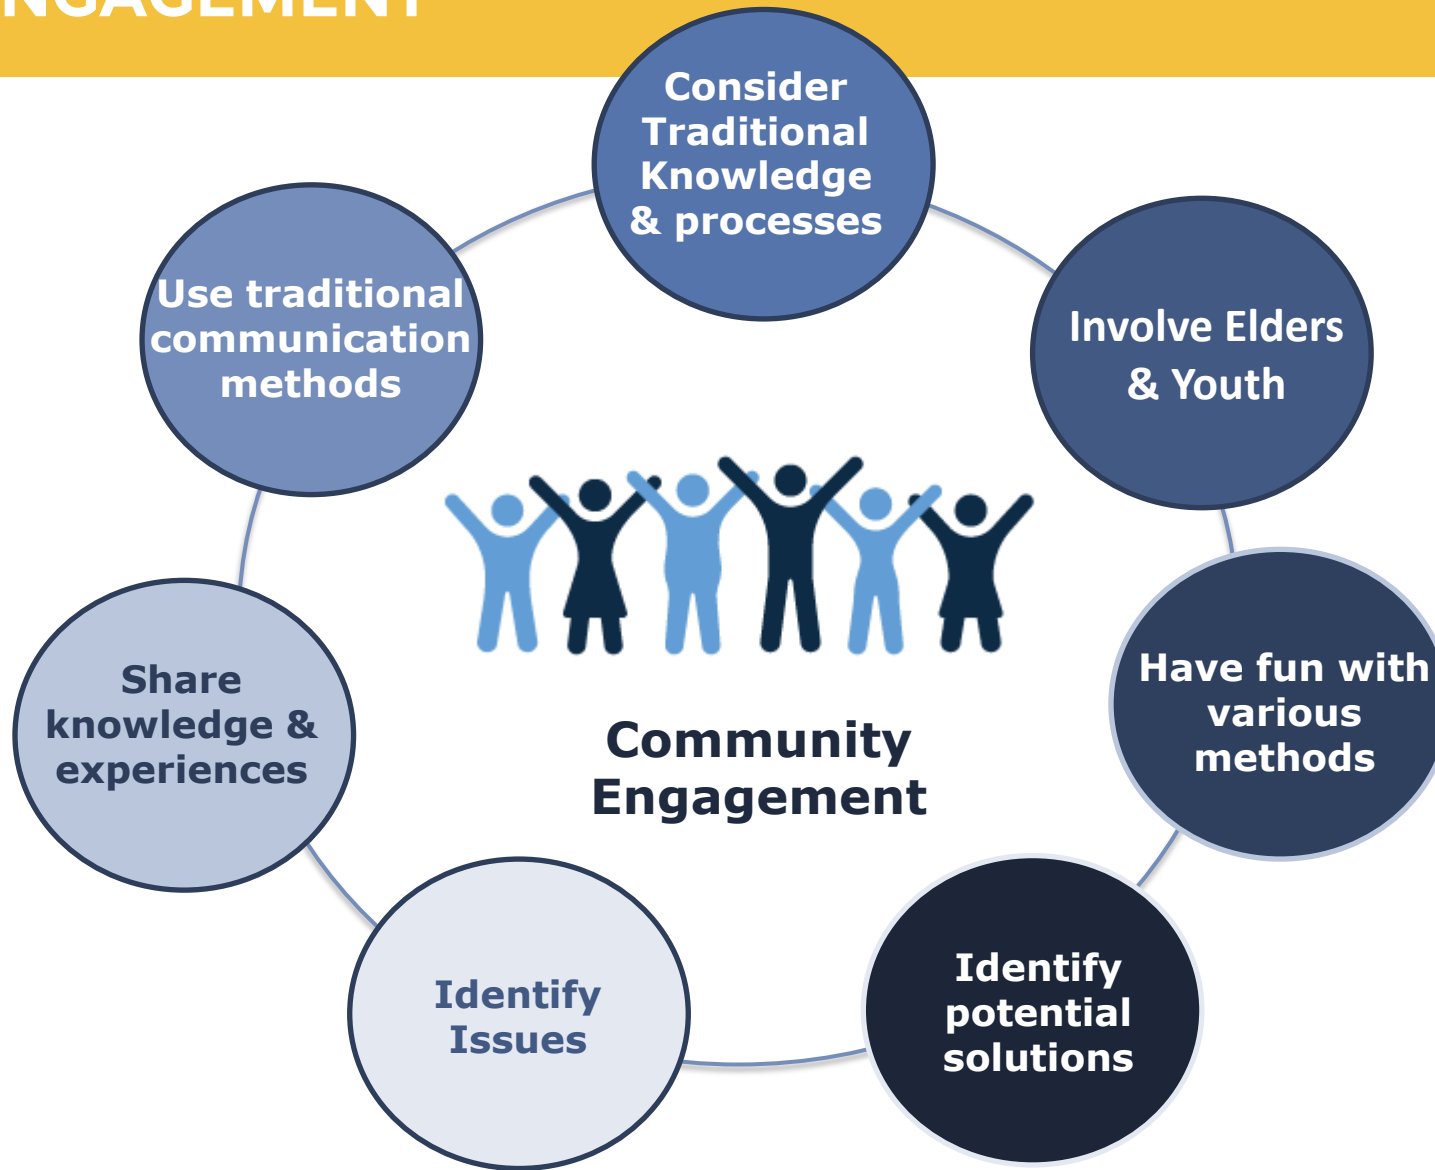 NGAGEMENT
Consider
Traditional
Knowledge
& processes
Involve Elders
& Youth
Have fun with
various
methods
Identify
potential
solutions
Identify
Issues
Share
knowledge &
experiences
Use traditional
communication
methods
Community
Engagement